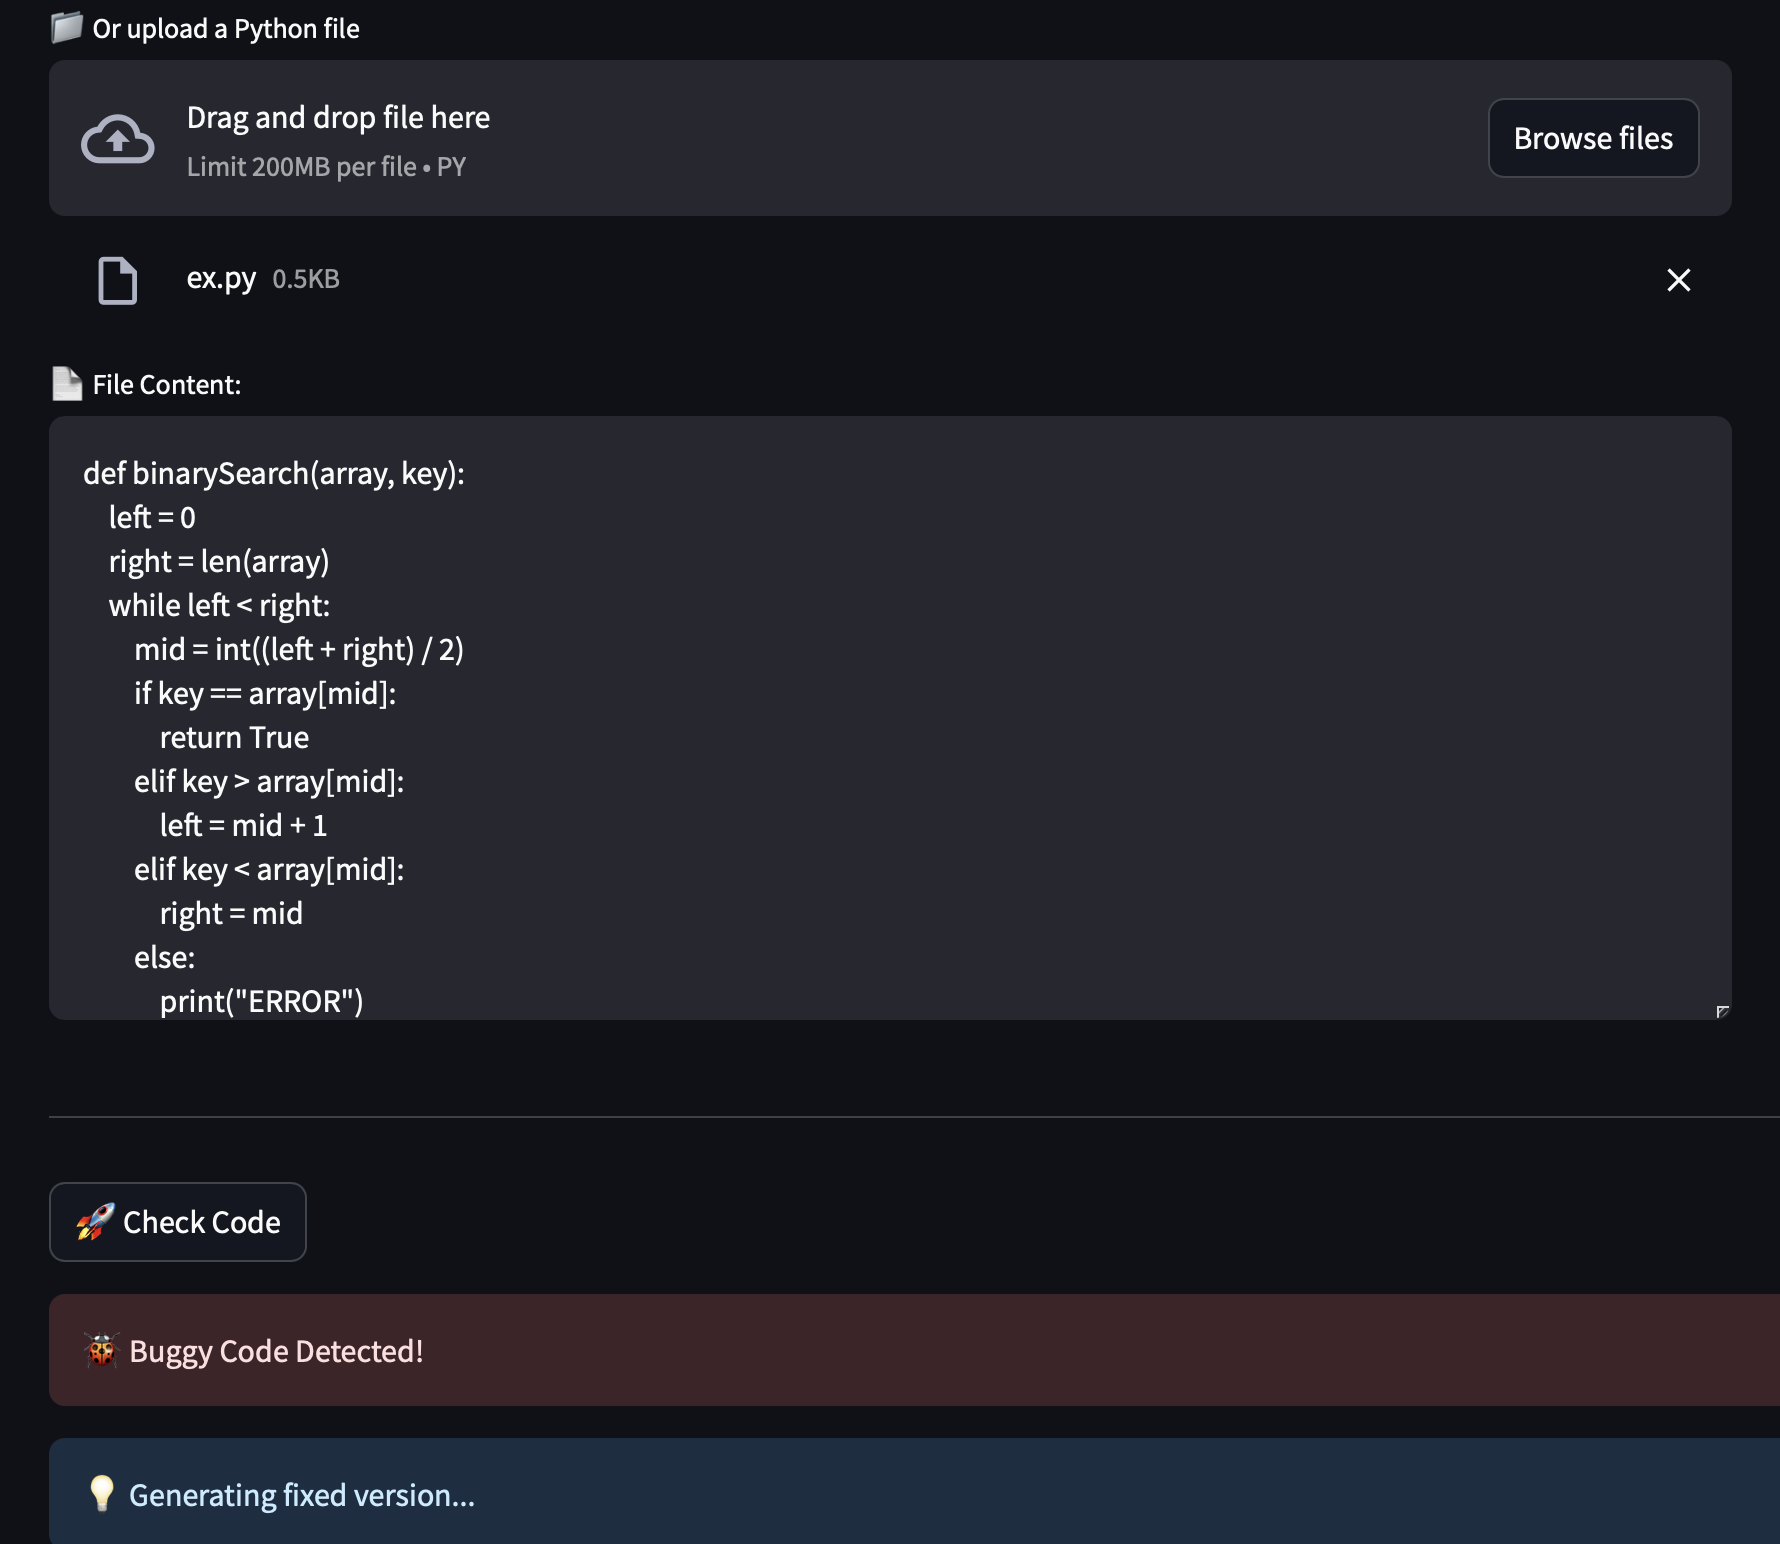 Or upload a Python file
Drag and drop file here
Limit 200MB per file • PY
Browse files
ex.py 0.5KB
File Content:
def binarySearch(array, key):
    left = 0
    right = len(array)
    while left < right:
        mid = int((left + right) / 2)
        if key == array[mid]:
            return True
        elif key > array[mid]:
            left = mid + 1
        elif key < array[mid]:
            right = mid
        else:
            print("ERROR")
Check Code
Buggy Code Detected!
Generating fixed version...